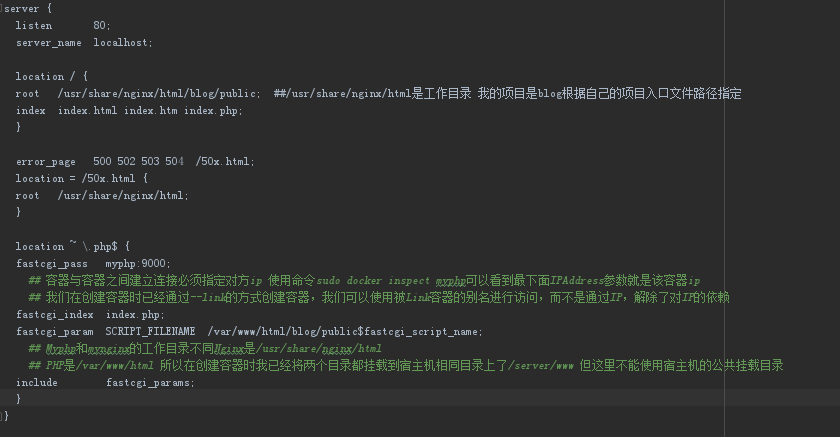 server {
listen 80;
server_name localhost;
location / {
root /usr/share/nginx/html/blog/public; ##/usr/share/nginx/html是工作目录 我的项目是blog根据自己的项目入口文件路径指定
index index.html index.htm index.php;
}
error_page 500 502 503 504 /50x.html;
location = /50x.html {
root /usr/share/nginx/html;
}
location ~ \.php$ {
fastcgi_pass myphp:9000;
## 容器与容器之间建立连接必须指定对方ip 使用命令sudo docker inspect myphp可以看到最下面IPAddress参数就是该容器ip
## 我们在创建容器时已经通过--link的方式创建容器，我们可以使用被Link容器的别名进行访问，而不是通过IP，解除了对IP的依赖
fastcgi_index index.php;
fastcgi_param SCRIPT_FILENAME /var/www/html/blog/public$fastcgi_script_name;
## Myphp和mynginx的工作目录不同Nginx是/usr/share/nginx/html
## PHP是/var/www/html 所以在创建容器时我已经将两个目录都挂载到宿主机相同目录上了/server/www 但这里不能使用宿主机的公共挂载目录
include fastcgi_params;
}
}